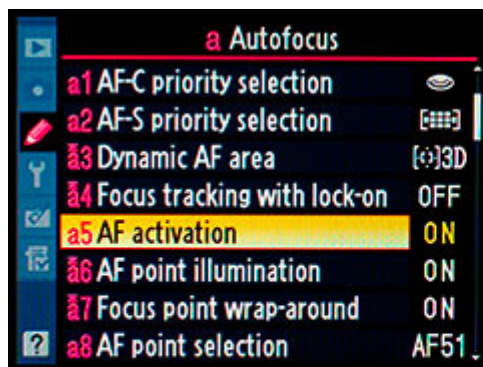 a Autofocus
a1 AF-C priority selection
a2 AF-S priority selection
a3 Dynamic AF area [ ]3D
a4 Focus tracking with lock-on OFF
a5 AF activation ON
a6 AF point illumination ON
a7 Focus point wrap-around ON
? a8 AF point selection AF51